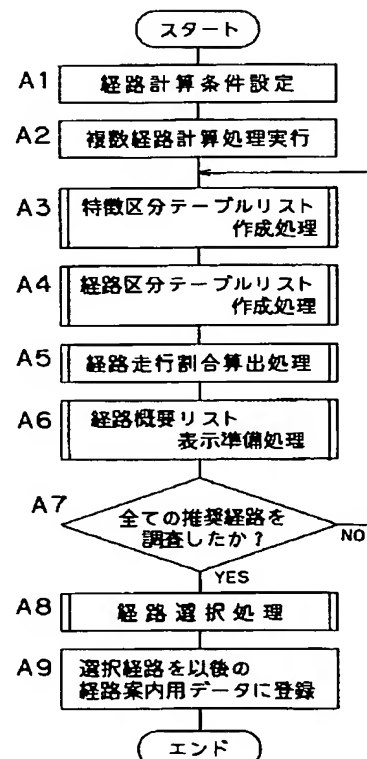 スタート
A1 経路計算条件設定
A2 複数経路計算処理実行
A3 特徴区分テーブルリスト
作成処理
A4 経路区分テーブルリスト
作成処理
A5 経路走行割合算出処理
A6 経路概要リスト
表示準備処理
A7 全ての推奨経路を
調査したか?
NO
YES
A8 経路選択処理
A9 選択経路を以後の
経路案内用データに登録
エンド